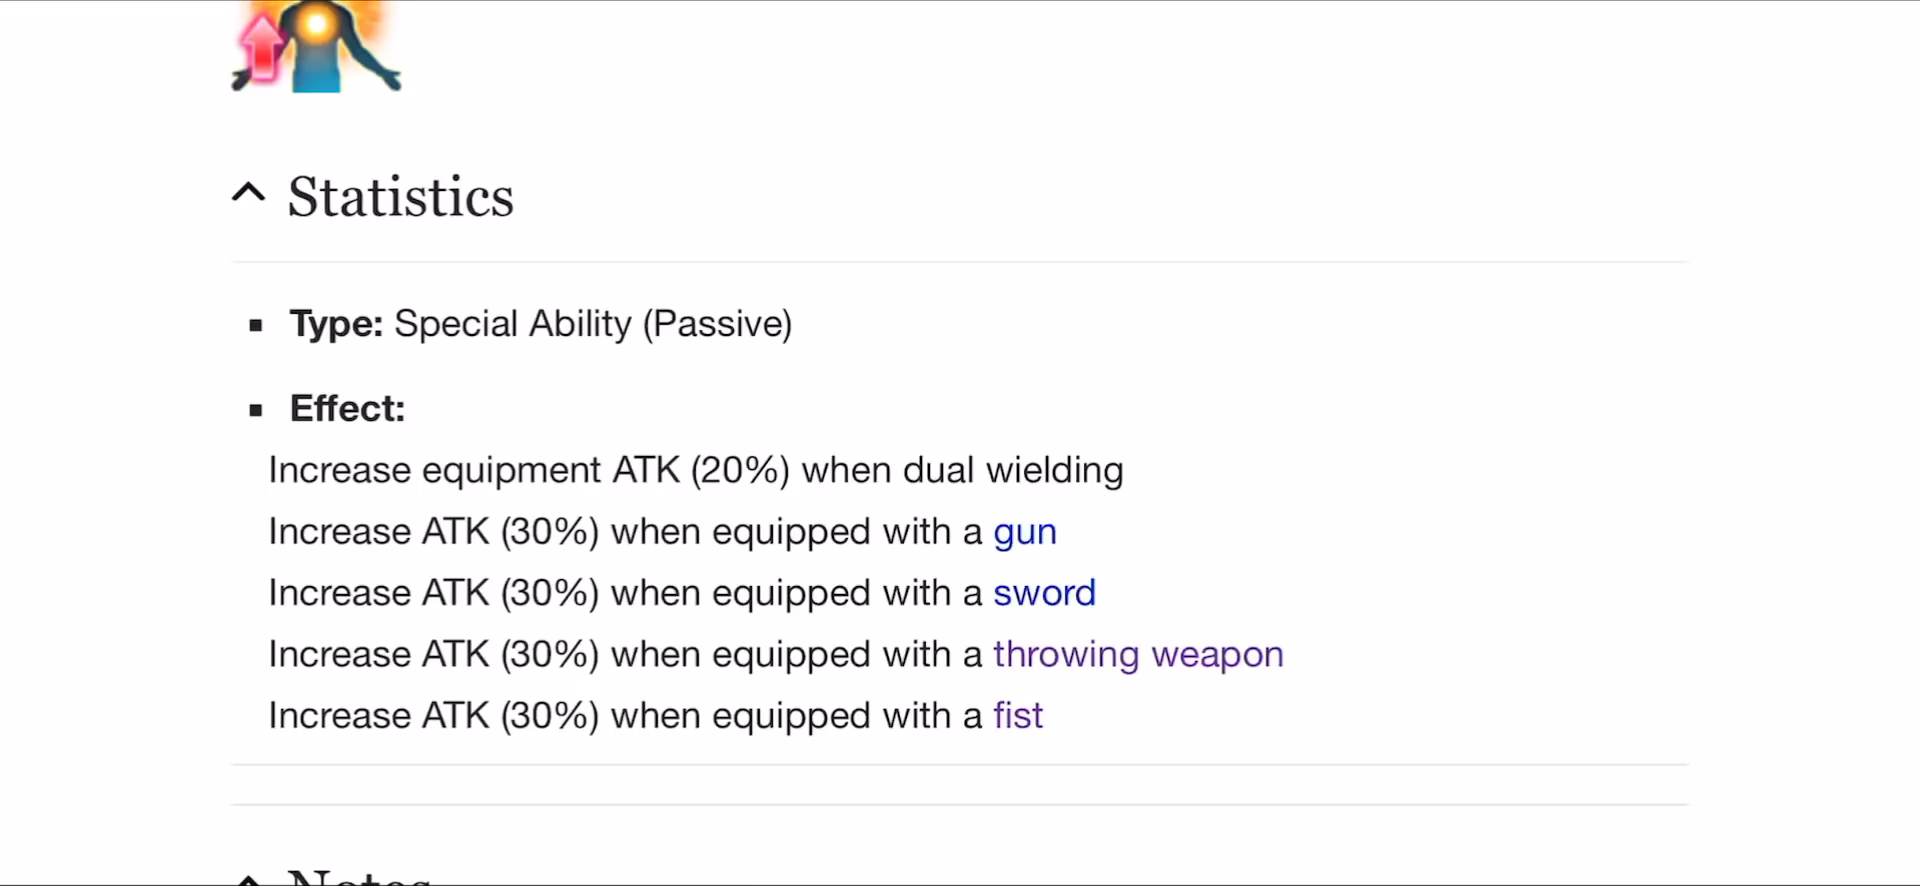 Statistics
Type: Special Ability (Passive)
Effect:
Increase equipment ATK (20%) when dual wielding
Increase ATK (30%) when equipped with a gun
Increase ATK (30%) when equipped with a sword
Increase ATK (30%) when equipped with a throwing weapon
Increase ATK (30%) when equipped with a fist
Notes